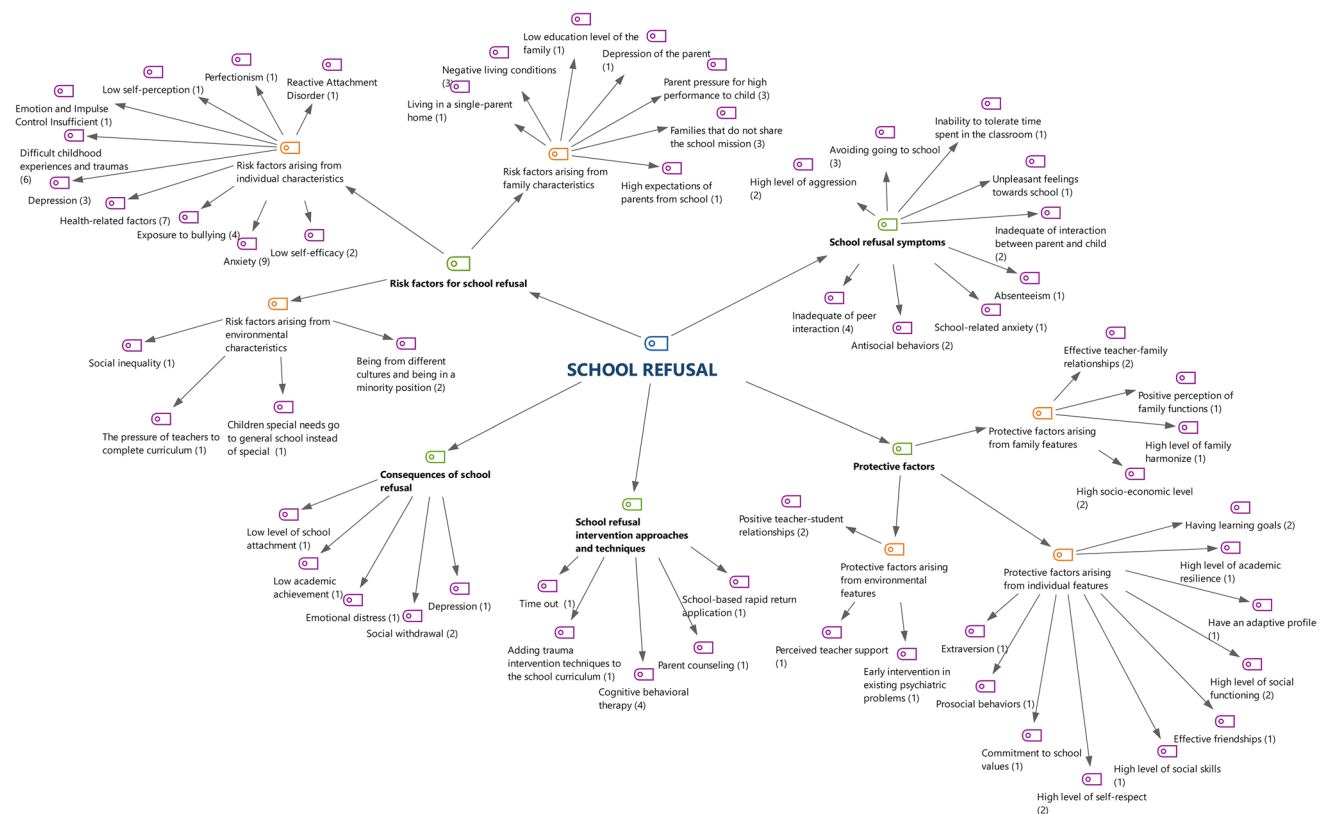 Low education level of the
family (1)
Depression of the parent
(1)
Negative living conditions
(3)
Parent pressure for high
performance to child (3)
Living in a single-parent
home (1)
Families that do not share
the school mission (3)
Risk factors arising from
family characteristics
High expectations of
parents from school (1)
Perfectionism (1)
Reactive Attachment
Disorder (1)
Low self-perception (1)
Emotion and Impulse
Control Insufficient (1)
Difficult childhood
experiences and traumas
(6)
Risk factors arising from
individual characteristics
Depression (3)
Health-related factors (7)
Exposure to bullying (4)
Anxiety (9)
Low self-efficacy (2)
Risk factors for school refusal
Risk factors arising from
environmental
characteristics
Social inequality (1)
Being from different
cultures and being in a
minority position (2)
The pressure of teachers to
complete curriculum (1)
Children special needs go
to general school instead
of special (1)
Inability to tolerate time
spent in the classroom (1)
Avoiding going to school
(3)
High level of aggression
(2)
Unpleasant feelings
towards school (1)
Inadequate of interaction
between parent and child
(2)
School refusal symptoms
Absenteeism (1)
Inadequate of peer
interaction (4)
School-related anxiety (1)
Antisocial behaviors (2)
SCHOOL REFUSAL
Effective teacher-family
relationships (2)
Positive perception of
family functions (1)
Protective factors arising
from family features
High level of family
harmonize (1)
High socio-economic level
(2)
Protective factors
Consequences of school
refusal
Low level of school
attachment (1)
Low academic
achievement (1)
Emotional distress (1)
Social withdrawal (2)
Depression (1)
School refusal
intervention approaches
and techniques
Time out (1)
School-based rapid return
application (1)
Adding trauma
intervention techniques to
the school curriculum (1)
Parent counseling (1)
Cognitive behavioral
therapy (4)
Positive teacher-student
relationships (2)
Protective factors arising
from environmental
features
Perceived teacher support
(1)
Early intervention in
existing psychiatric
problems (1)
Having learning goals (2)
High level of academic
resilience (1)
Protective factors arising
from individual features
Have an adaptive profile
(1)
Extraversion (1)
High level of social
functioning (2)
Prosocial behaviors (1)
Effective friendships (1)
Commitment to school
values (1)
High level of social skills
(1)
High level of self-respect
(2)